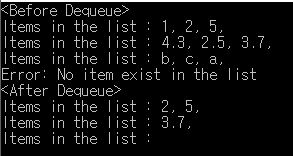 <Before Dequeue>
Items in the list : 1, 2, 5,
Items in the list : 4.3, 2.5, 3.7,
Items in the list : b, c, a,
Error: No item exist in the list
<After Dequeue>
Items in the list : 2, 5,
Items in the list : 3.7,
Items in the list :